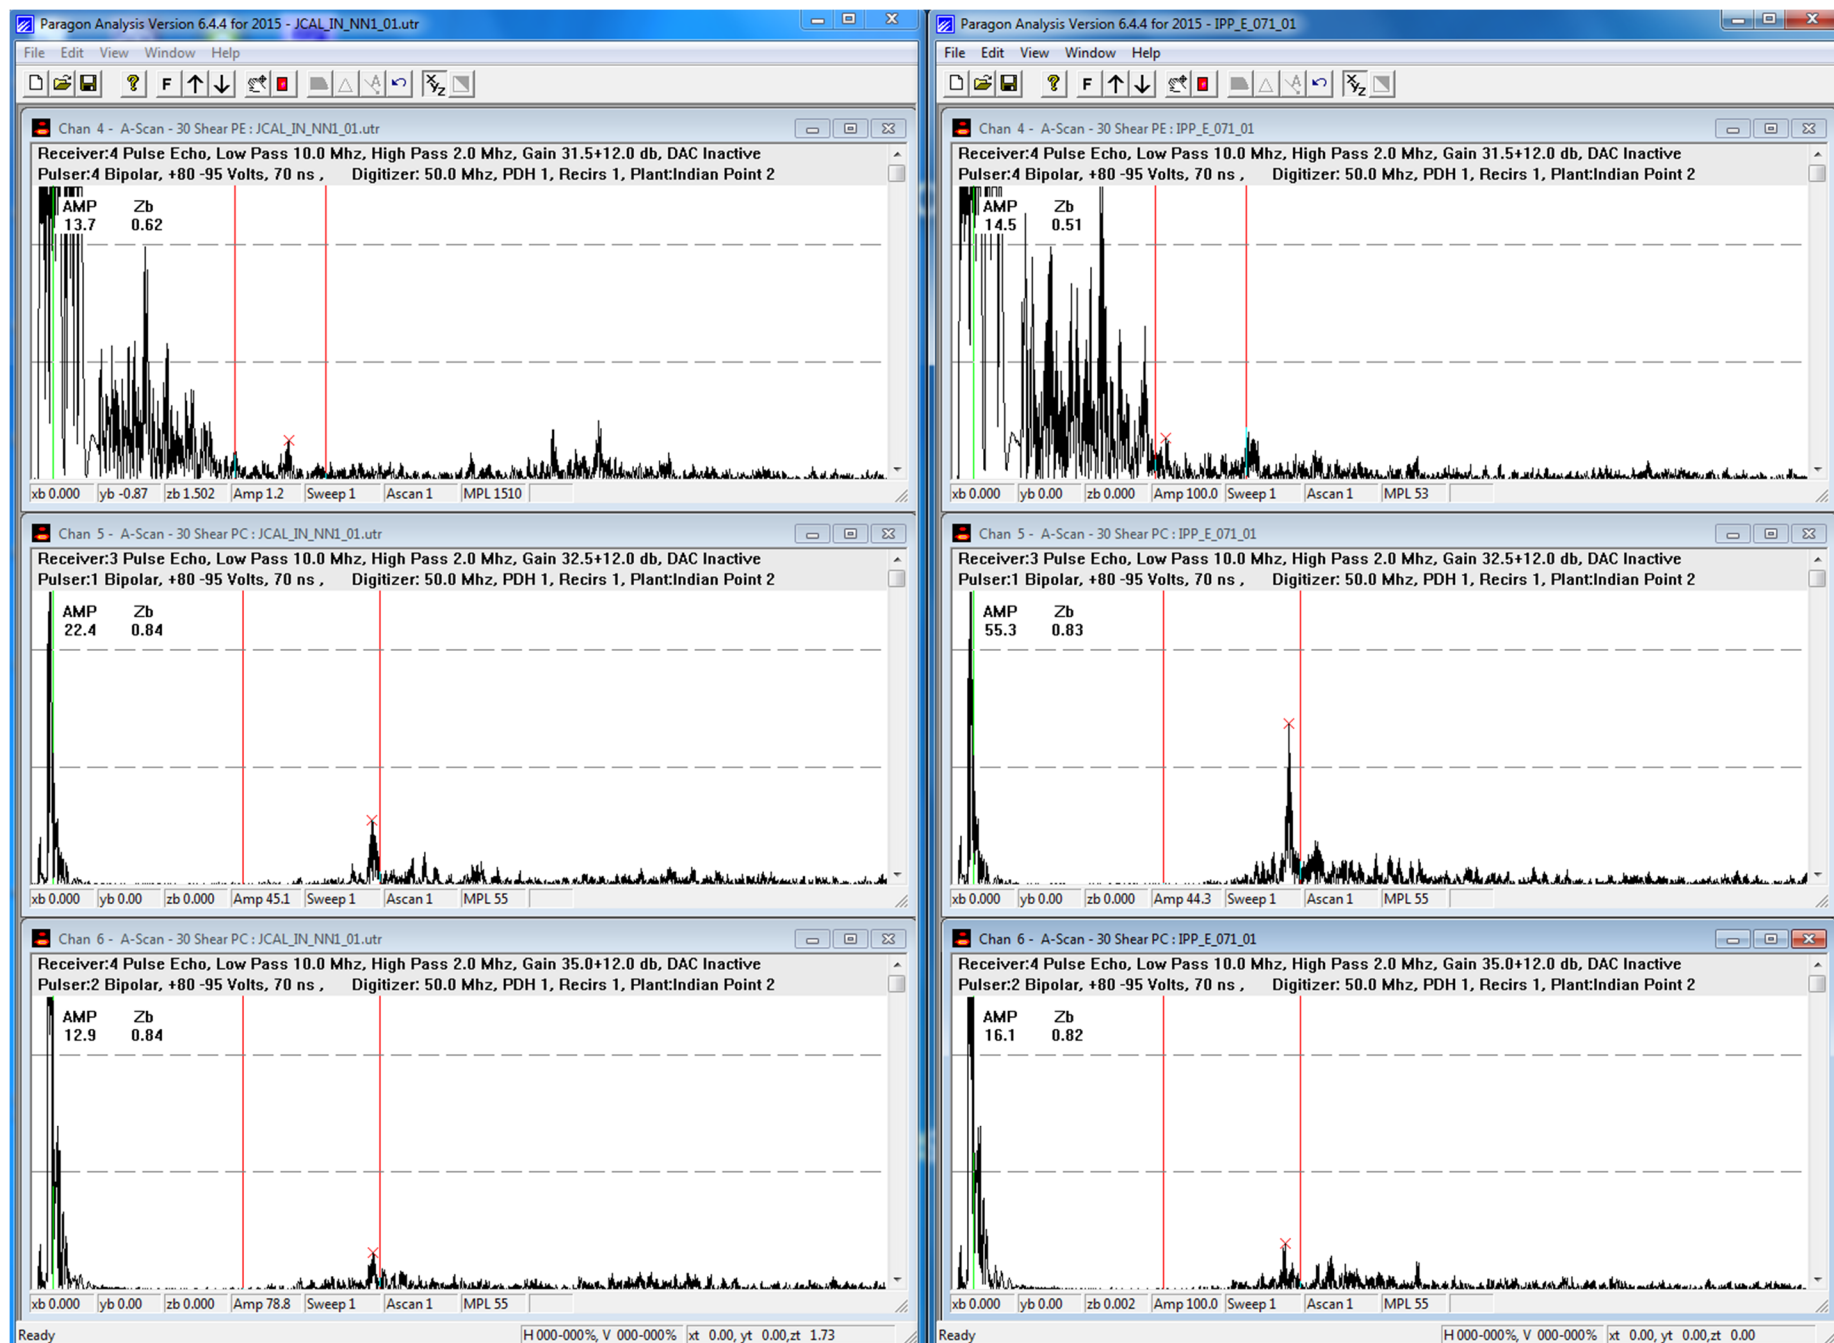 Paragon Analysis Version 6.4.4 for 2015 - JCAL_IN_NN1_01.utr
File Edit View Window Help
F
Chan 4 - A-Scan - 30 Shear PE : JCAL_IN_NN1_01.utr
Receiver:4 Pulse Echo, Low Pass 10.0 Mhz, High Pass 2.0 Mhz, Gain 31.5+12.0 db, DAC Inactive
Pulser:4 Bipolar, +80 -95 Volts, 70 ns , Digitizer: 50.0 Mhz, PDH 1, Recirs 1, Plant:Indian Point 2
AMP Zb
13.7 0.62
xb 0.000 yb -0.87 zb 1.502 Amp 1.2 Sweep 1 Ascan 1 MPL 1510
Chan 5 - A-Scan - 30 Shear PC : JCAL_IN_NN1_01.utr
Receiver:3 Pulse Echo, Low Pass 10.0 Mhz, High Pass 2.0 Mhz, Gain 32.5+12.0 db, DAC Inactive
Pulser:1 Bipolar, +80 -95 Volts, 70 ns , Digitizer: 50.0 Mhz, PDH 1, Recirs 1, Plant:Indian Point 2
AMP Zb
22.4 0.84
xb 0.000 yb 0.00 zb 0.000 Amp 45.1 Sweep 1 Ascan 1 MPL 55
Chan 6 - A-Scan - 30 Shear PC : JCAL_IN_NN1_01.utr
Receiver:4 Pulse Echo, Low Pass 10.0 Mhz, High Pass 2.0 Mhz, Gain 35.0+12.0 db, DAC Inactive
Pulser:2 Bipolar, +80 -95 Volts, 70 ns , Digitizer: 50.0 Mhz, PDH 1, Recirs 1, Plant:Indian Point 2
AMP Zb
12.9 0.84
xb 0.000 yb 0.00 zb 0.000 Amp 78.8 Sweep 1 Ascan 1 MPL 55
Ready H 000-000%, V 000-000% xt 0.00, yt 0.00,zt 1.73
Paragon Analysis Version 6.4.4 for 2015 - IPP_E_071_01
File Edit View Window Help
F
Chan 4 - A-Scan - 30 Shear PE : IPP_E_071_01
Receiver:4 Pulse Echo, Low Pass 10.0 Mhz, High Pass 2.0 Mhz, Gain 31.5+12.0 db, DAC Inactive
Pulser:4 Bipolar, +80 -95 Volts, 70 ns , Digitizer: 50.0 Mhz, PDH 1, Recirs 1, Plant:Indian Point 2
AMP Zb
14.5 0.51
xb 0.000 yb 0.00 zb 0.000 Amp 100.0 Sweep 1 Ascan 1 MPL 53
Chan 5 - A-Scan - 30 Shear PC : IPP_E_071_01
Receiver:3 Pulse Echo, Low Pass 10.0 Mhz, High Pass 2.0 Mhz, Gain 32.5+12.0 db, DAC Inactive
Pulser:1 Bipolar, +80 -95 Volts, 70 ns , Digitizer: 50.0 Mhz, PDH 1, Recirs 1, Plant:Indian Point 2
AMP Zb
55.3 0.83
xb 0.000 yb 0.00 zb 0.000 Amp 44.3 Sweep 1 Ascan 1 MPL 55
Chan 6 - A-Scan - 30 Shear PC : IPP_E_071_01
Receiver:4 Pulse Echo, Low Pass 10.0 Mhz, High Pass 2.0 Mhz, Gain 35.0+12.0 db, DAC Inactive
Pulser:2 Bipolar, +80 -95 Volts, 70 ns , Digitizer: 50.0 Mhz, PDH 1, Recirs 1, Plant:Indian Point 2
AMP Zb
16.1 0.82
xb 0.000 yb 0.00 zb 0.002 Amp 100.0 Sweep 1 Ascan 1 MPL 55
Ready H 000-000%, V 000-000% xt 0.00, yt 0.00,zt 0.00